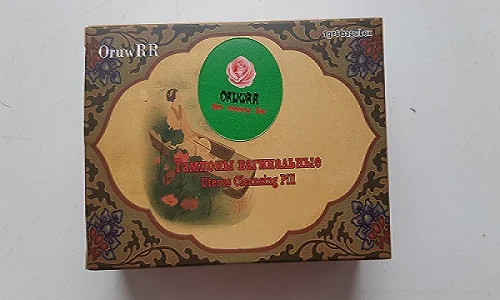 OruwRR
ORUWRR
Тампоны вагинальные
Uterus Cleansing Pill